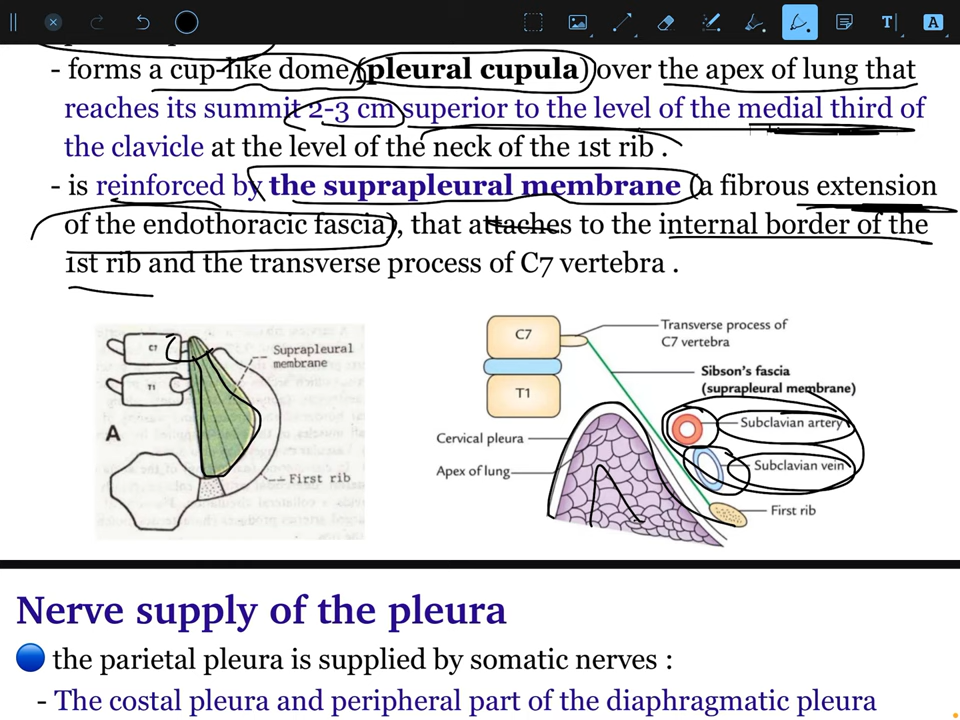 - forms a cup-like dome (pleural cupula) over the apex of lung that
reaches its summit 2-3 cm superior to the level of the medial third of
the clavicle at the level of the neck of the 1st rib .
- is reinforced by the suprapleural membrane (a fibrous extension
of the endothoracic fascia), that attaches to the internal border of the
1st rib and the transverse process of C7 vertebra .
C7
T1
Suprapleural
membrane
A
First rib
C7
T1
Transverse process of
C7 vertebra
Sibson's fascia
(suprapleural membrane)
Subclavian artery
Cervical pleura
Subclavian vein
Apex of lung
First rib
Nerve supply of the pleura
the parietal pleura is supplied by somatic nerves :
- The costal pleura and peripheral part of the diaphragmatic pleura
T
A